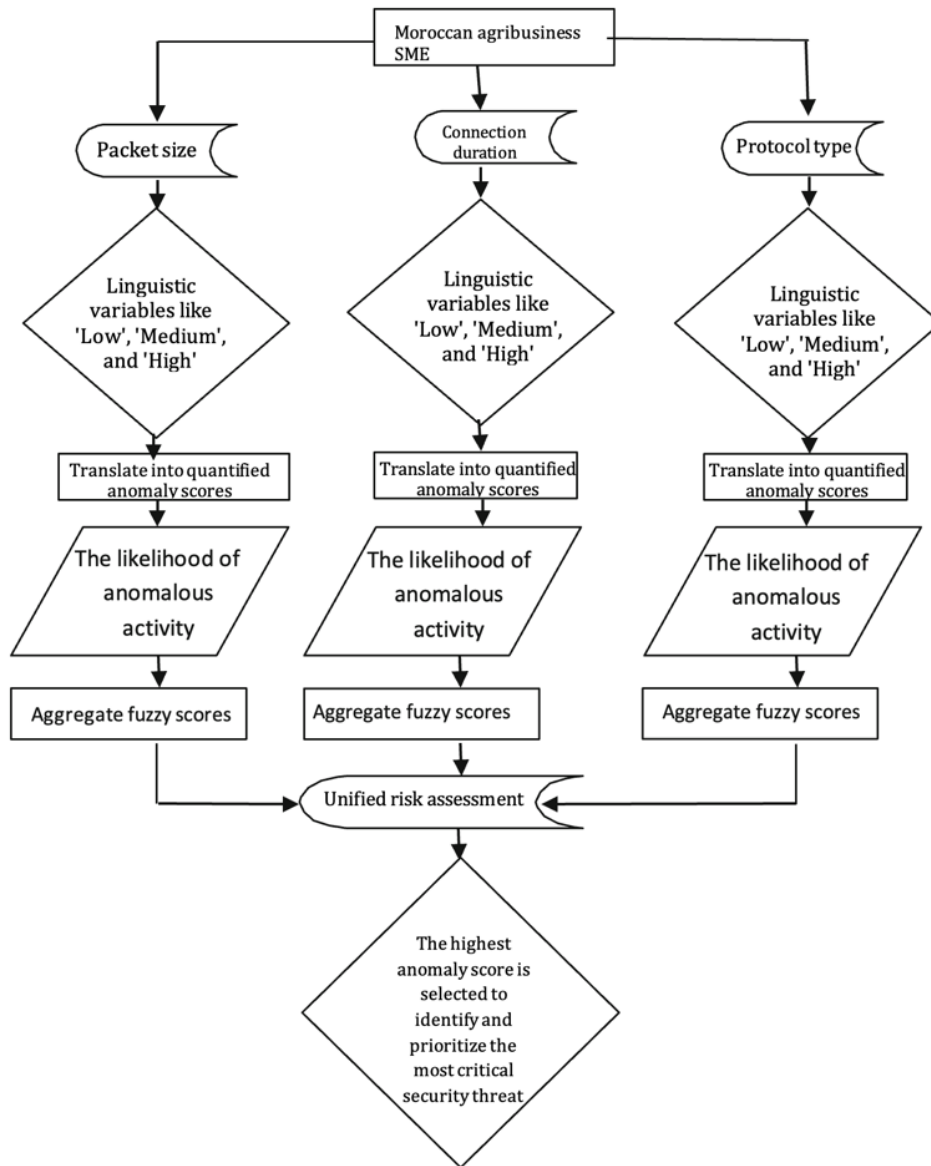 Moroccan agribusiness
SME
Packet size
Connection
duration
Protocol type
Linguistic
variables like
'Low', 'Medium',
and 'High'
Linguistic
variables like
'Low', 'Medium',
and 'High'
Linguistic
variables like
'Low', 'Medium',
and 'High'
Translate into quantified
anomaly scores
Translate into quantified
anomaly scores
Translate into quantified
anomaly scores
The likelihood of
anomalous
activity
The likelihood of
anomalous
activity
The likelihood of
anomalous
activity
Aggregate fuzzy scores
Aggregate fuzzy scores
Aggregate fuzzy scores
Unified risk assessment
The highest
anomaly score is
selected to
identify and
prioritize the
most critical
security threat